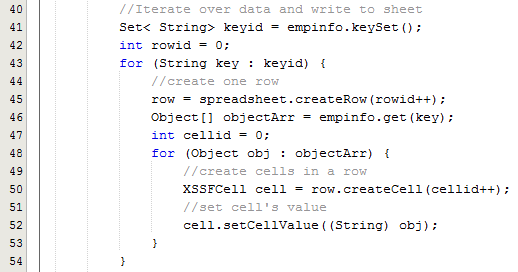 40 //Iterate over data and write to sheet
41 Set< String> keyid = empinfo.keySet();
42 int rowid = 0;
43 for (String key : keyid) {
44 //create one row
45 row = spreadsheet.createRow(rowid++);
46 Object[] objectArr = empinfo.get(key);
47 int cellid = 0;
48 for (Object obj : objectArr) {
49 //create cells in a row
50 XSSFCell cell = row.createCell(cellid++);
51 //set cell's value
52 cell.setCellValue((String) obj);
53 }
54 }